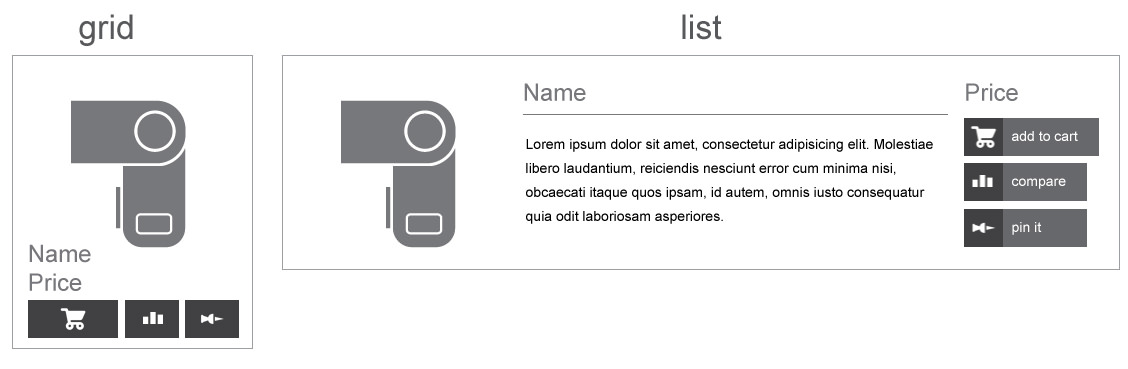 grid
Name
Price
list
Name
Lorem ipsum dolor sit amet, consectetur adipisicing elit. Molestiae
libero laudantium, reiciendis nesciunt error cum minima nisi,
obcaecati itaque quos ipsam, id autem, omnis iusto consequatur
quia odit laboriosam asperiores.
Price
add to cart
compare
pin it